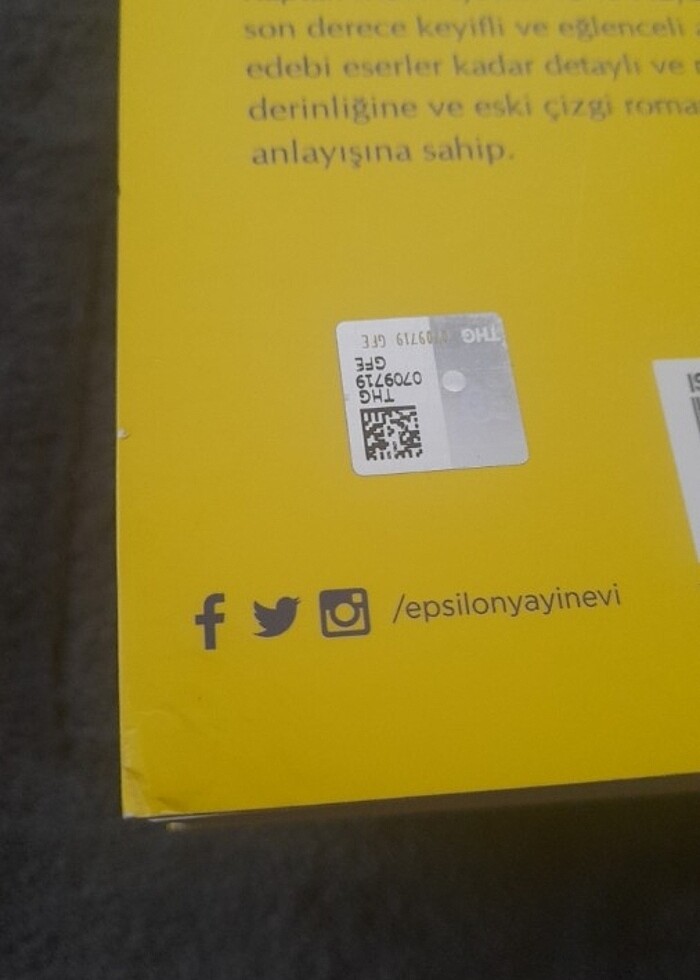 son derece keyifli ve eğlenceli
edebi eserler kadar detaylı ve
derinliğine ve eski çizgi roma
anlayışına sahip.
THG 0709719 GFE
THG
0709719
GFE
/epsilonyayinevi